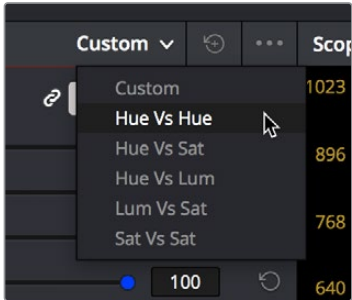 Custom
Scop
Custom
1023
Hue Vs Hue
Hue Vs Sat
896
Hue Vs Lum
Lum Vs Sat
768
Sat Vs Sat
100
640